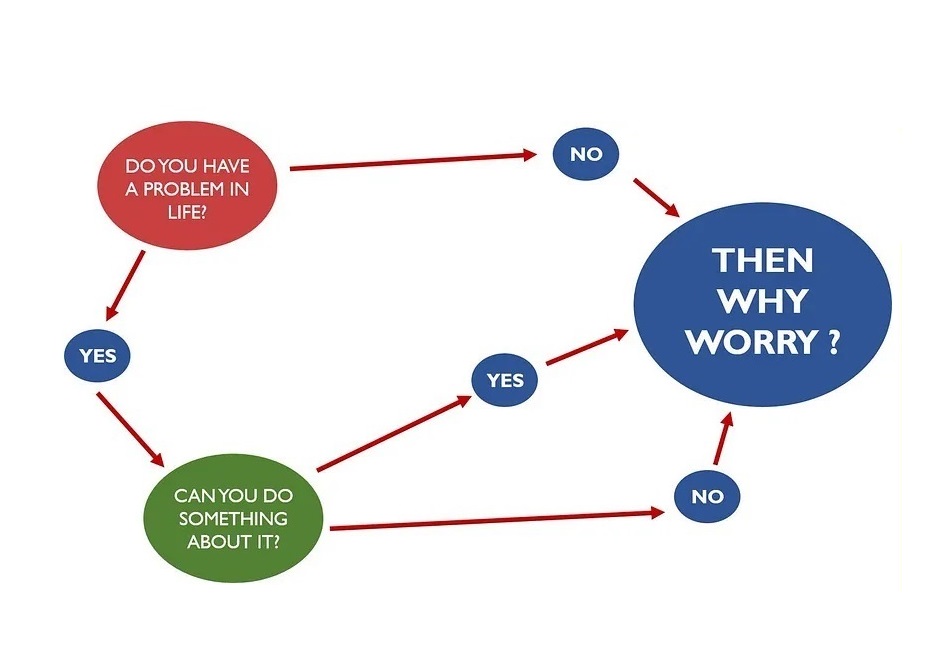 DO YOU HAVE
A PROBLEM IN
LIFE?
NO
THEN
WHY
WORRY ?
YES
YES
CAN YOU DO
SOMETHING
ABOUT IT?
NO